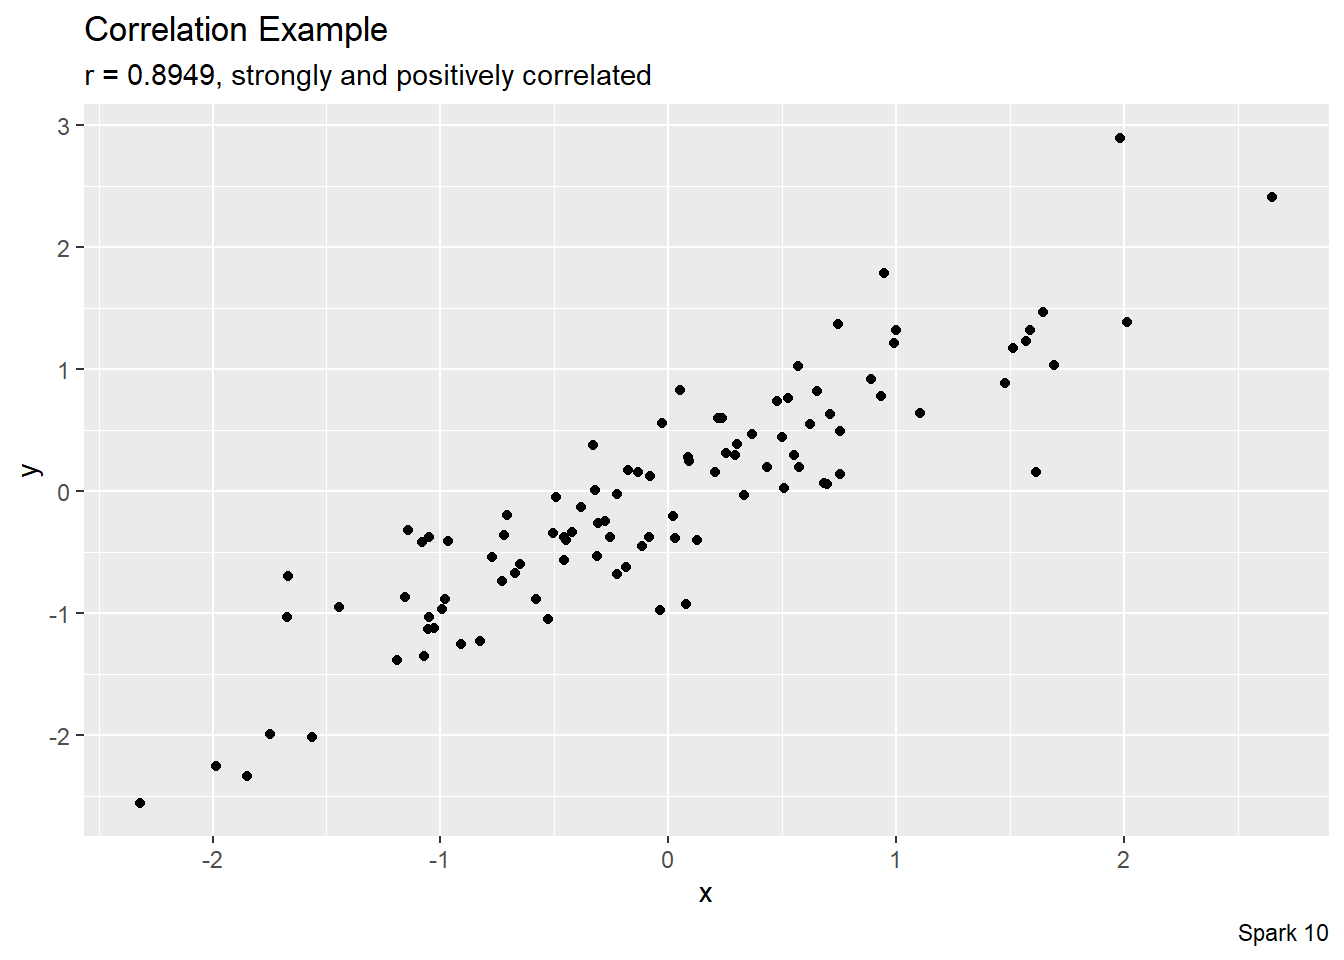 Correlation Example
r = 0.8949, strongly and positively correlated
3
2
1
0
-1
-2
y
-2 -1 0 1 2
x
Spark 10